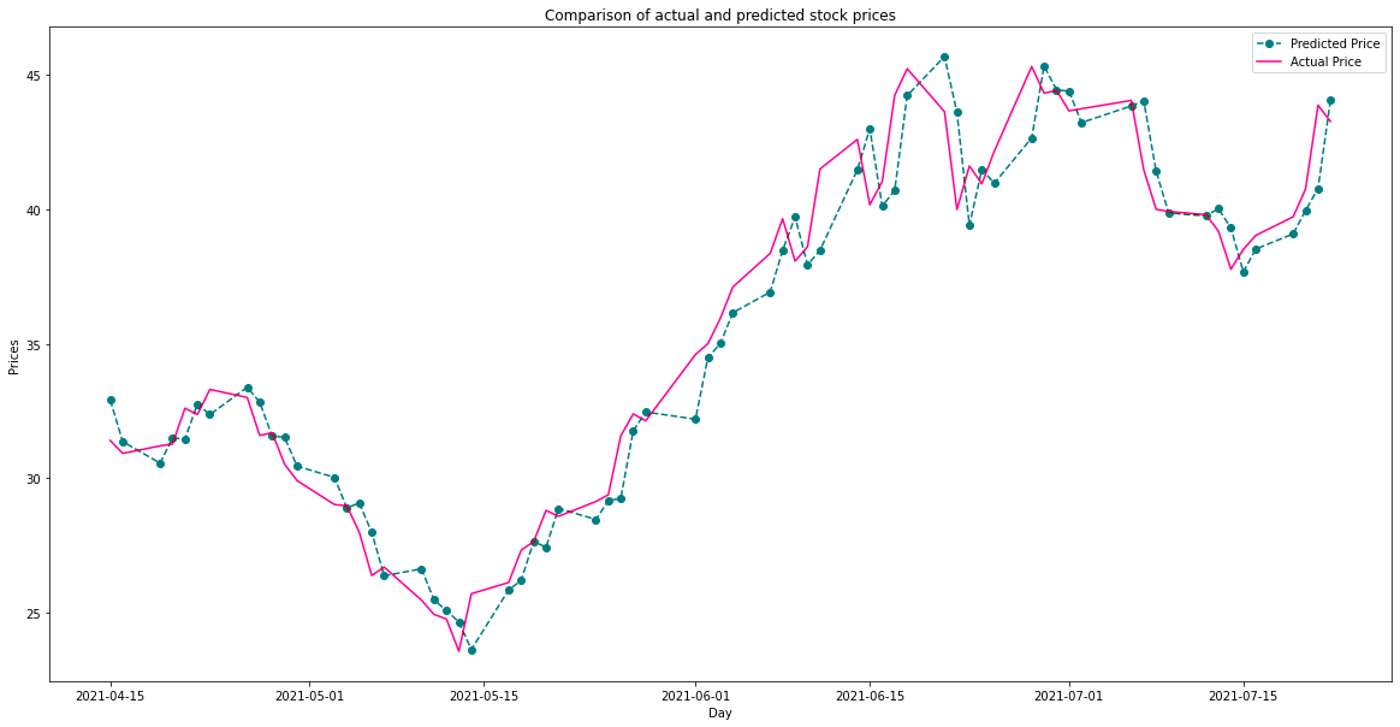 Comparison of actual and predicted stock prices
Predicted Price
Actual Price
45
40
35
30
25
Prices
2021-04-15
2021-05-01
2021-05-15
2021-06-01
2021-06-15
2021-07-01
2021-07-15
Day